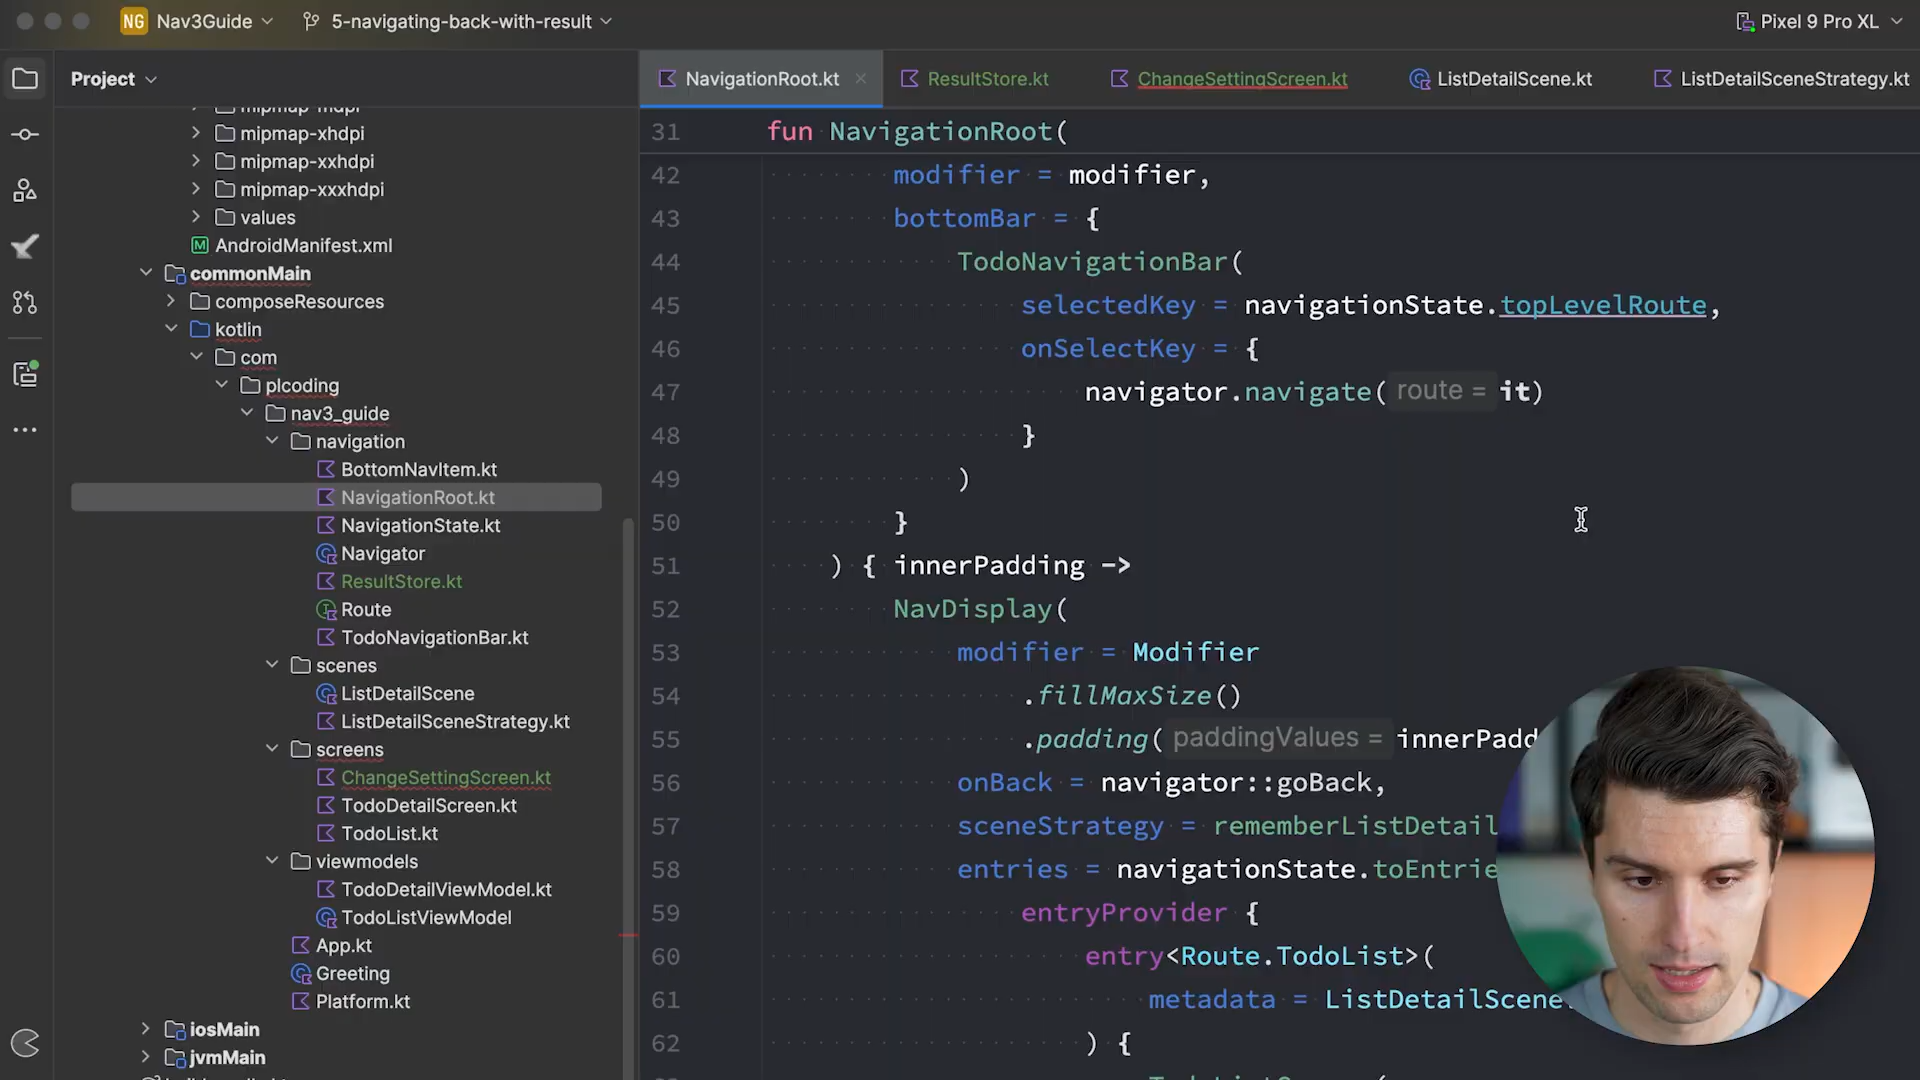 NG Nav3Guide 5-navigating-back-with-result Pixel 9 Pro XL
Project
NavigationRoot.kt ResultStore.kt ChangeSettingScreen.kt ListDetailScene.kt ListDetailSceneStrategy.kt
mipmap-hdpi
mipmap-xhdpi
mipmap-xxhdpi
mipmap-xxxhdpi
values
AndroidManifest.xml
commonMain
composeResources
kotlin
com
plcoding
nav3_guide
navigation
BottomNavItem.kt
NavigationRoot.kt
NavigationState.kt
Navigator
ResultStore.kt
Route
TodoNavigationBar.kt
scenes
ListDetailScene
ListDetailSceneStrategy.kt
screens
ChangeSettingScreen.kt
TodoDetailScreen.kt
TodoList.kt
viewmodels
TodoDetailViewModel.kt
TodoListViewModel
App.kt
Greeting
Platform.kt
iosMain
jvmMain
31 fun NavigationRoot(
42 modifier = modifier,
43 bottomBar = {
44 TodoNavigationBar(
45 selectedKey = navigationState.topLevelRoute,
46 onSelectKey = {
47 navigator.navigate( route = it)
48 }
49 )
50 }
51 ) { innerPadding ->
52 NavDisplay(
53 modifier = Modifier
54 .fillMaxSize()
55 .padding( paddingValues = innerPadd
56 onBack = navigator::goBack,
57 sceneStrategy = rememberListDetail
58 entries = navigationState.toEntrie
59 entryProvider {
60 entry<Route.TodoList>(
61 metadata = ListDetailScene
62 ) {